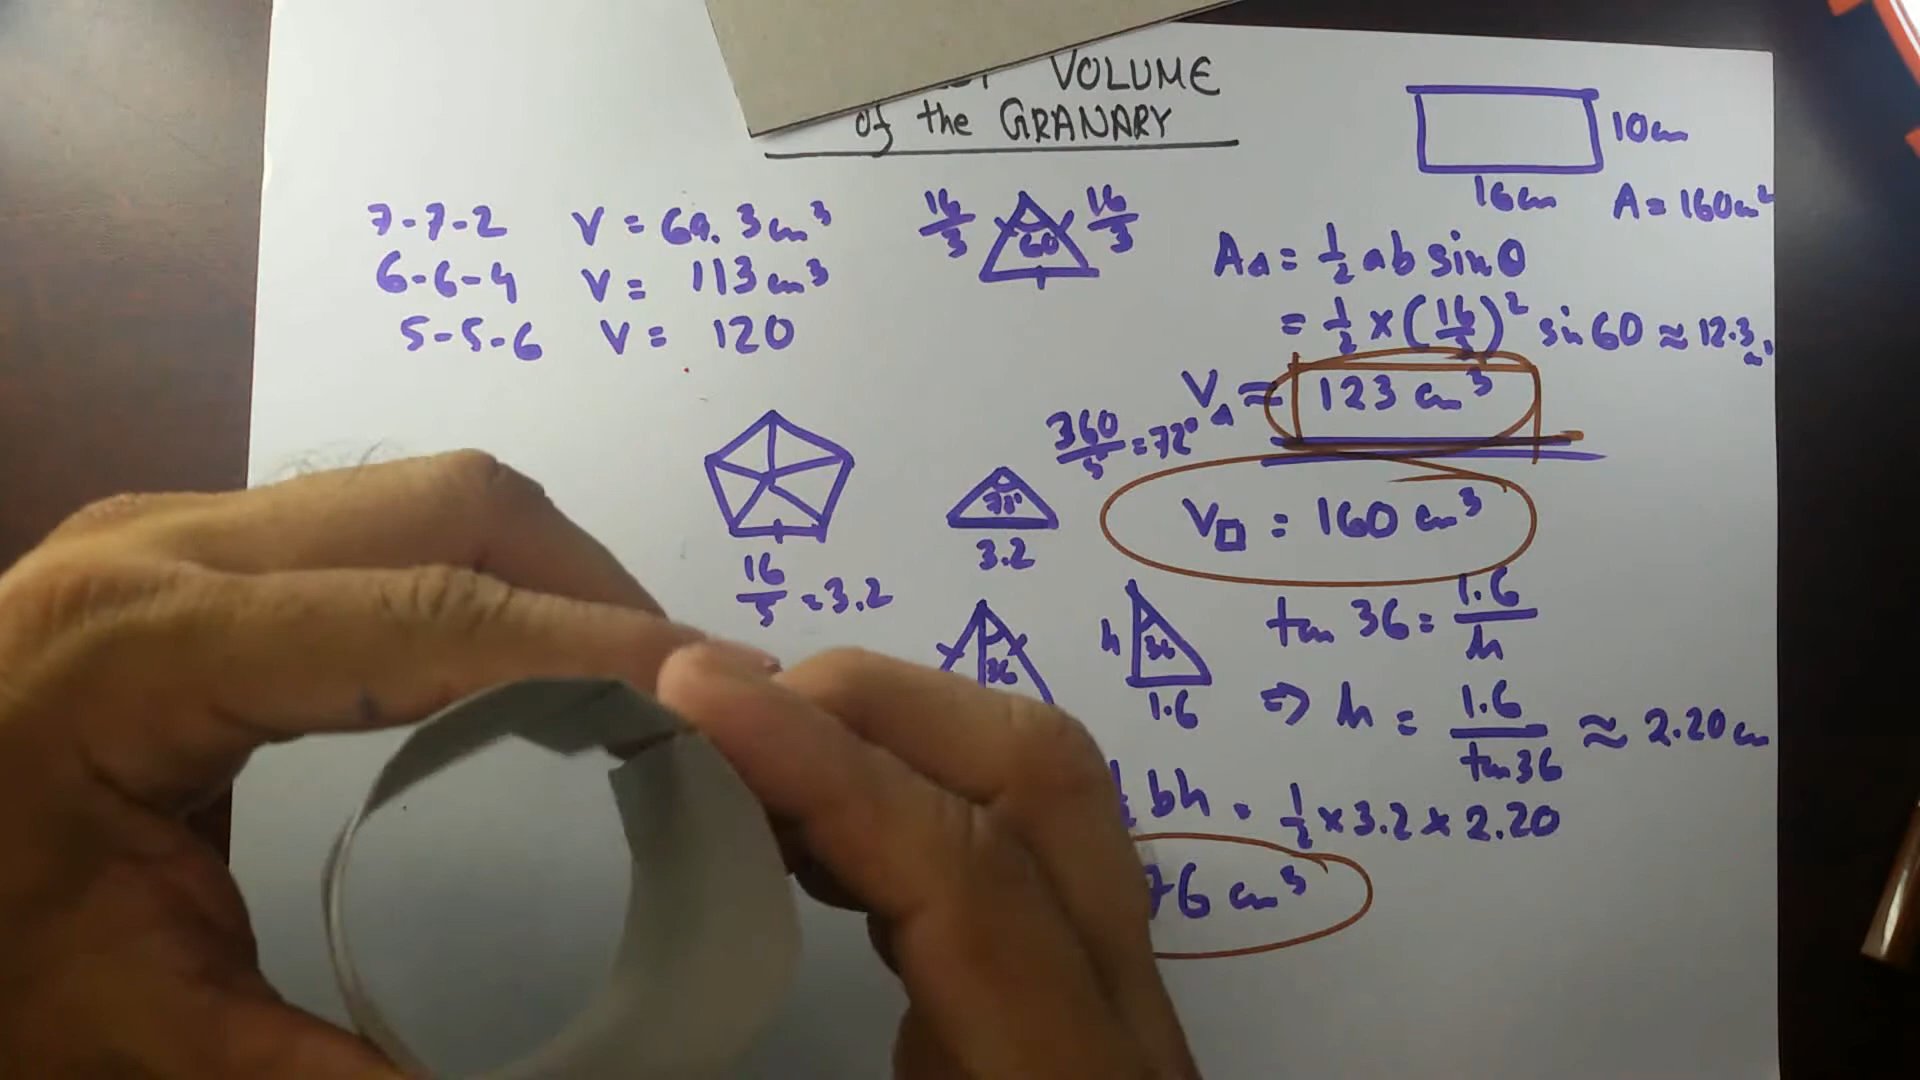 VOLUME
of the GRANARY
10cm
16cm
A = 160cm²
7-7-2 V = 69.3cm³
6-6-4 V = 113cm³
5-5-6 V = 120
16/3 60 16/3
A△ = 1/2 ab sinθ
= 1/2 × (16/3)² sin 60 ≈ 12.3
V△ ≈ 123 cm³
360/5 = 72°
3.2
16/5 = 3.2
V□ = 160 cm³
36
h 36 1.6
tan 36 = 1.6/h
⇒ h = 1.6/tan36 ≈ 2.20cm
bh = 1/2 × 3.2 × 2.20
76 cm³